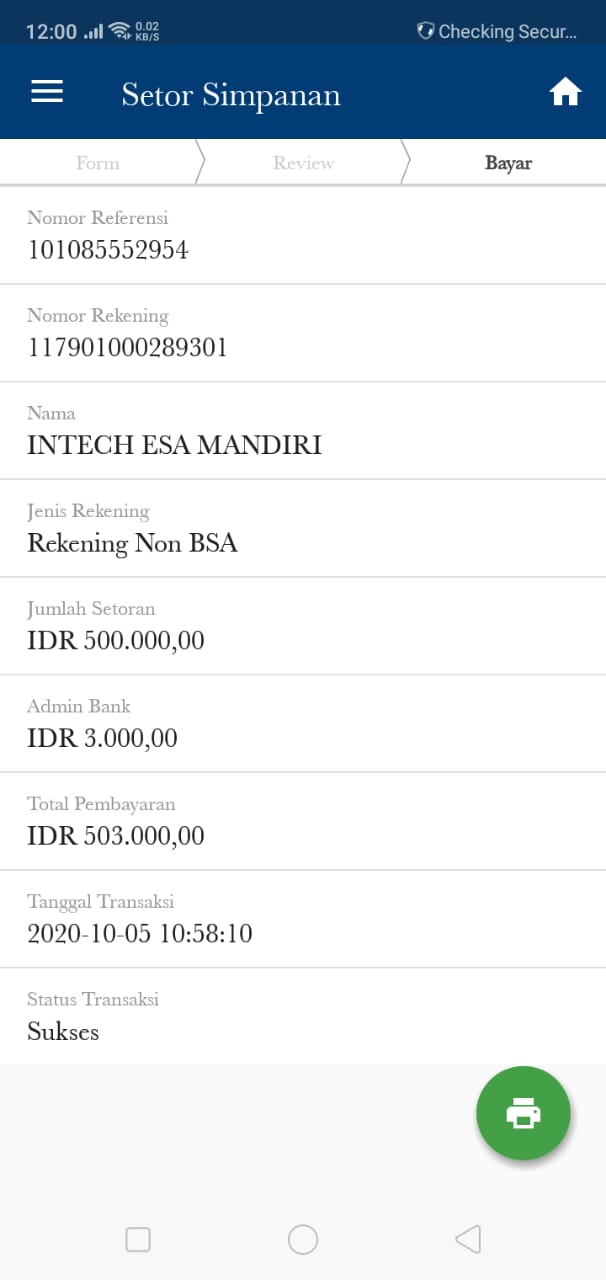 12:00 0.02 KB/S Checking Secur...
Setor Simpanan
Form Review Bayar
Nomor Referensi
101085552954
Nomor Rekening
117901000289301
Nama
INTECH ESA MANDIRI
Jenis Rekening
Rekening Non BSA
Jumlah Setoran
IDR 500.000,00
Admin Bank
IDR 3.000,00
Total Pembayaran
IDR 503.000,00
Tanggal Transaksi
2020-10-05 10:58:10
Status Transaksi
Sukses